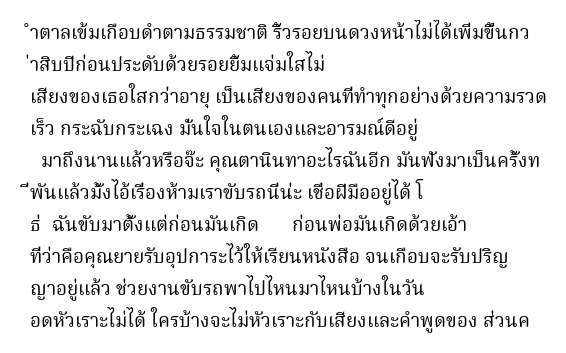 ำตาลเข้มเกือบดำตามธรรมชาติ ริ้วรอยบนดวงหน้าไม่ได้เพิ่มขึ้นกว
่าสิบปีก่อนประดับด้วยรอยยิ้มแจ่มใสไม่
เสียงของเธอใสกว่าอายุ เป็นเสียงของคนที่ทำทุกอย่างด้วยความรวด
เร็ว กระฉับกระเฉง มั่นใจในตนเองและอารมณ์ดีอยู่
มาถึงนานแล้วหรือจ๊ะ คุณตานินทาอะไรฉันอีก มันฟังมาเป็นครั้งท
ี่พันแล้วมั้งไอ้เรื่องห้ามเราขับรถนี่น่ะ เชื่อฝีมืออยู่ได้ โ
ธ่ ฉันขับมาตั้งแต่ก่อนมันเกิด ก่อนพ่อมันเกิดด้วยเอ้า
ที่ว่าคือคุณยายรับอุปการะไว้ให้เรียนหนังสือ จนเกือบจะรับปริญ
ญาอยู่แล้ว ช่วยงานขับรถพาไปไหนมาไหนบ้างในวัน
อดหัวเราะไม่ได้ ใครบ้างจะไม่หัวเราะกับเสียงและคำพูดของ ส่วนค